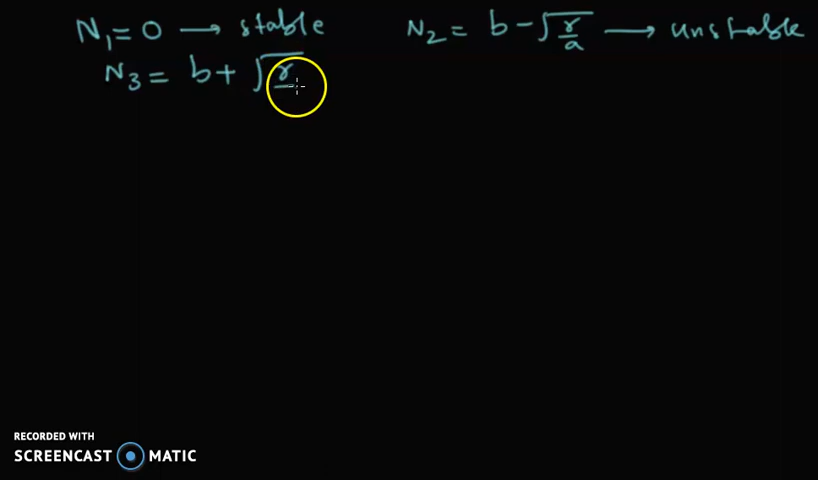 N₁ = 0 → stable N₂ = b - √(r/a) → unstable
N₃ = b + √r
RECORDED WITH
SCREENCAST MATIC